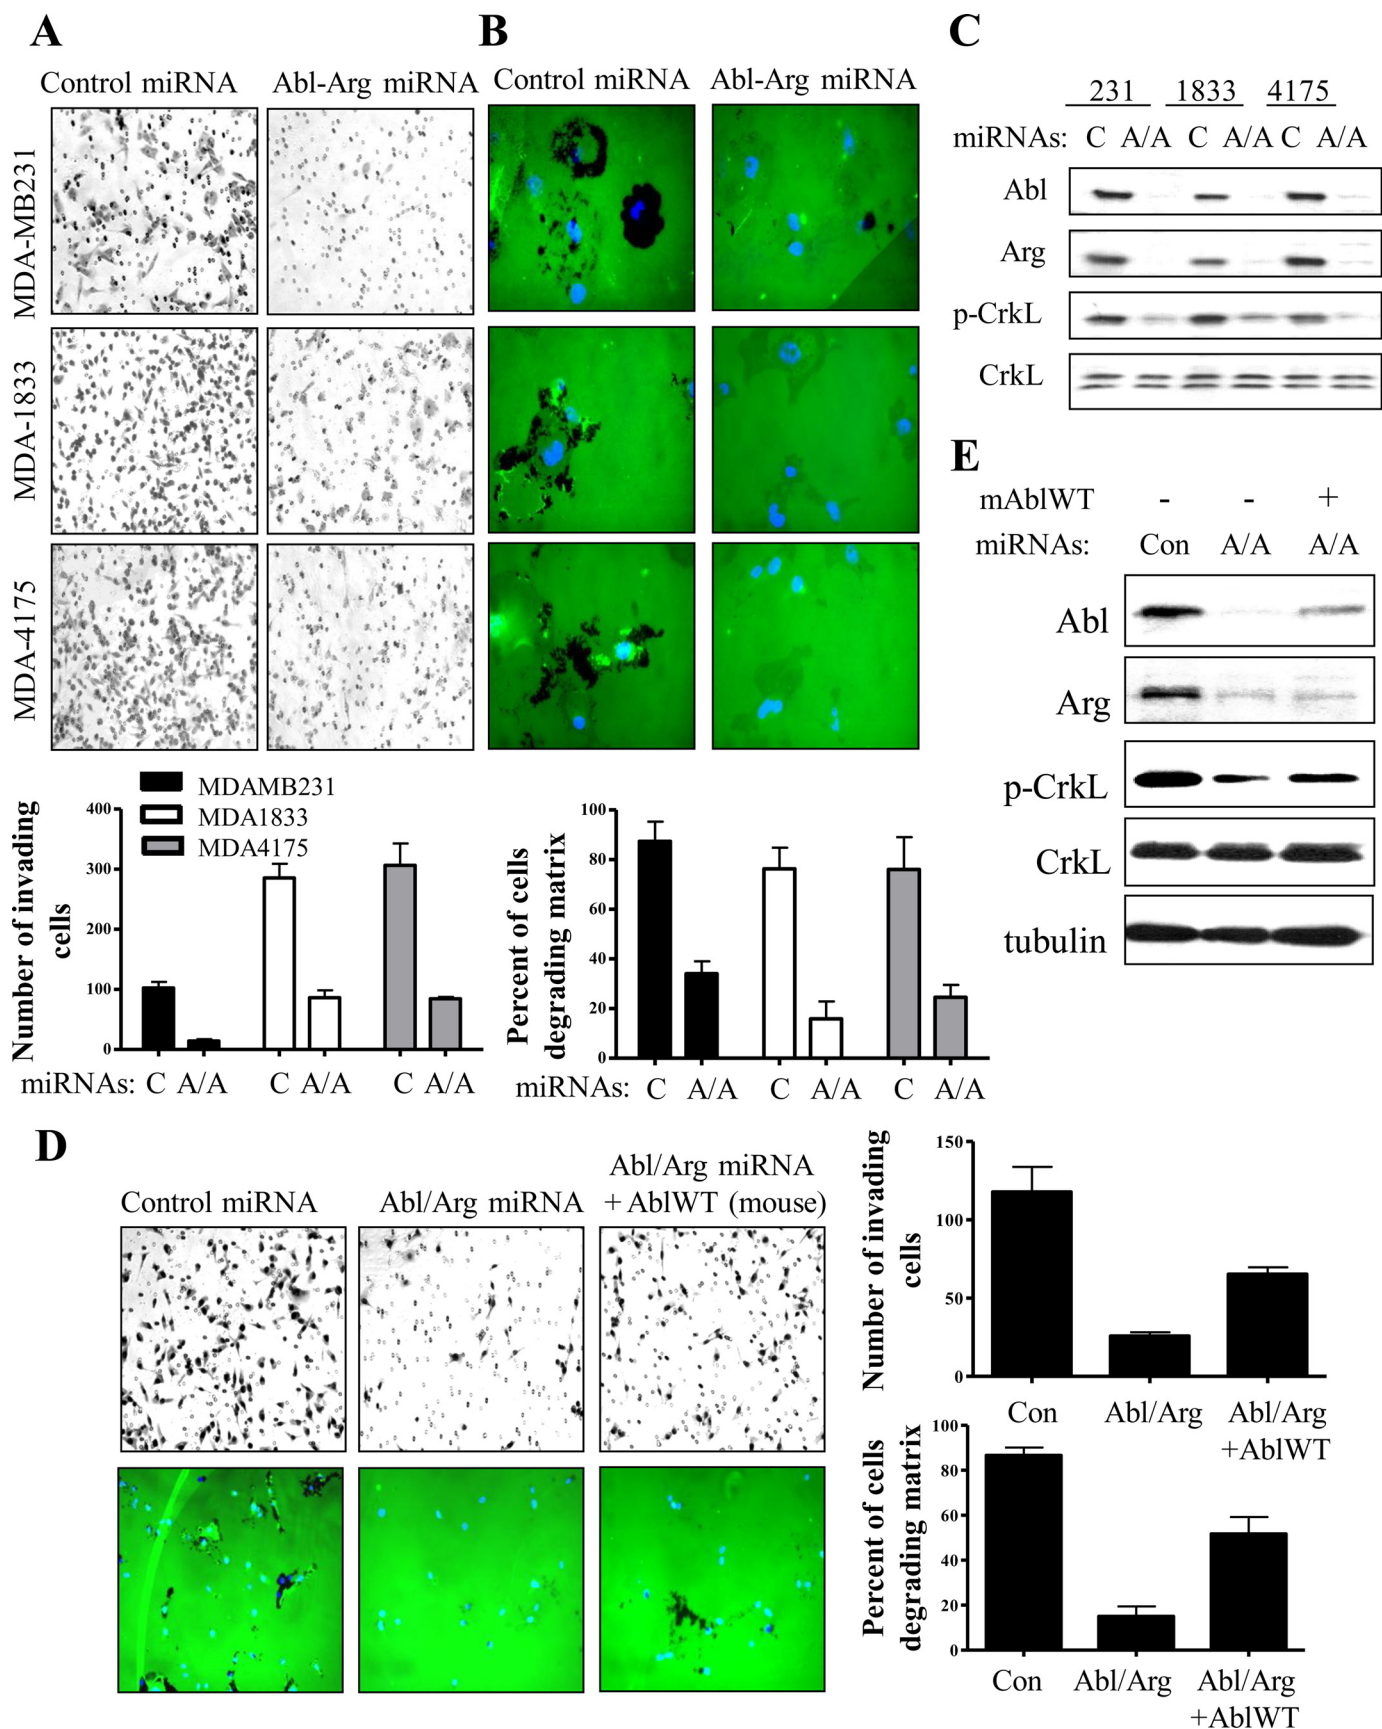 A
Control miRNA
Abl-Arg miRNA
MDA-MB231
MDA-1833
MDA-4175
MDAMB231
MDA1833
MDA4175
Number of invading
cells
400
300
200
100
0
miRNAs: C A/A C A/A C A/A
B
Control miRNA
Abl-Arg miRNA
Percent of cells
degrading matrix
100
80
60
40
20
0
miRNAs: C A/A C A/A C A/A
C
231 1833 4175
miRNAs: C A/A C A/A C A/A
Abl
Arg
p-CrkL
CrkL
E
mAblWT - - +
miRNAs: Con A/A A/A
Abl
Arg
p-CrkL
CrkL
tubulin
D
Control miRNA
Abl/Arg miRNA
Abl/Arg miRNA
+ AblWT (mouse)
Number of invading
cells
150
100
50
0
Con Abl/Arg Abl/Arg
+AblWT
Percent of cells
degrading matrix
100
80
60
40
20
0
Con Abl/Arg Abl/Arg
+AblWT